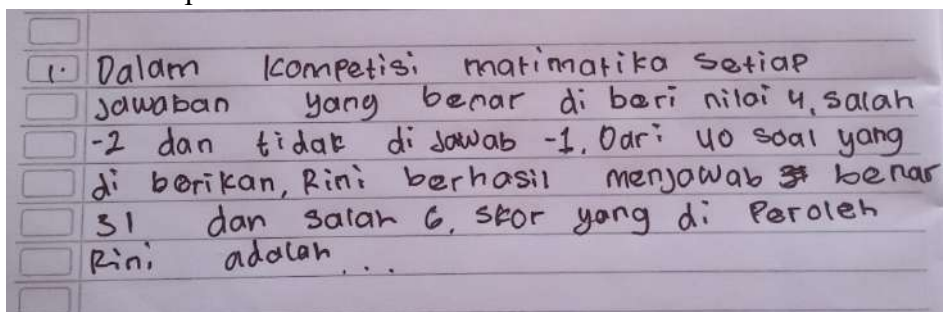 1. Dalam Kompetisi matimatika Setiap
Jawaban yang benar di beri nilai 4, salah
-2 dan tidak di Jawab -1. Dari 40 soal yang
di berikan, Rini berhasil menjawab benar
31 dan salah 6. skor yang di Peroleh
Rini adalah ...